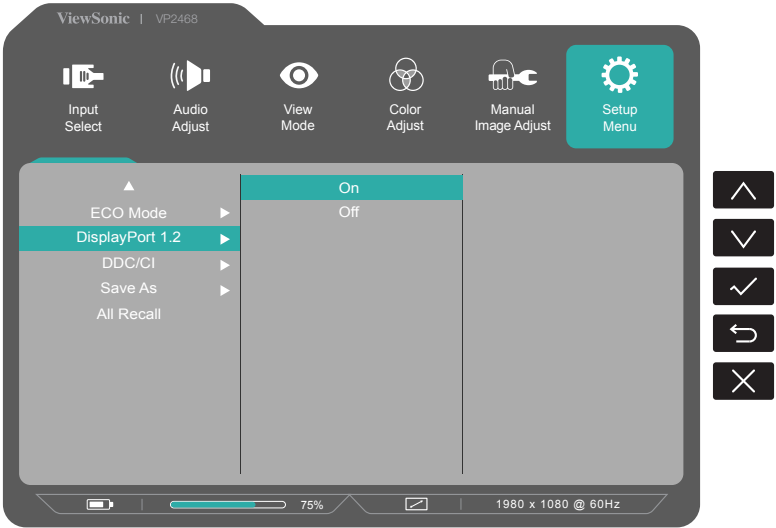 ViewSonic | VP2468
Input
Select
Audio
Adjust
View
Mode
Color
Adjust
Manual
Image Adjust
Setup
Menu
ECO Mode
DisplayPort 1.2
DDC/CI
Save As
All Recall
On
Off
75%
1980 x 1080 @ 60Hz